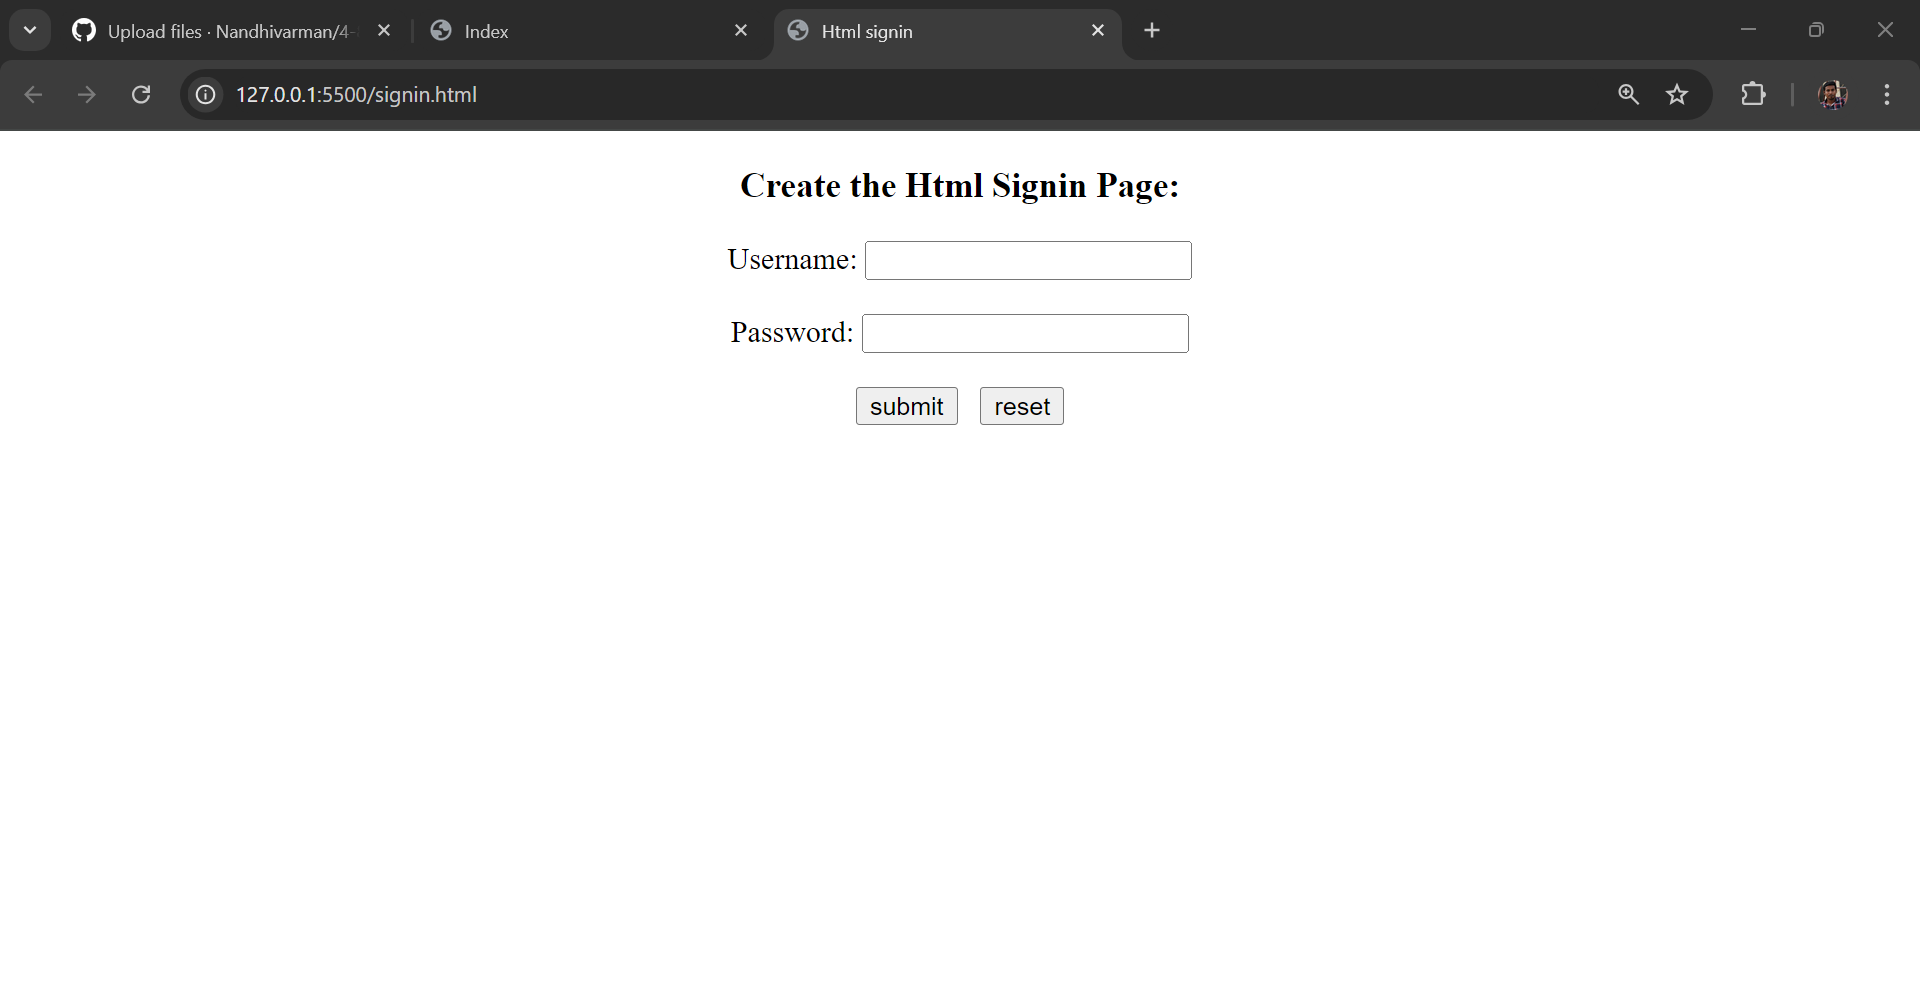 Upload files · Nandhivarman/4-
Index
Html signin
127.0.0.1:5500/signin.html
Create the Html Signin Page:
Username:
Password:
submit reset